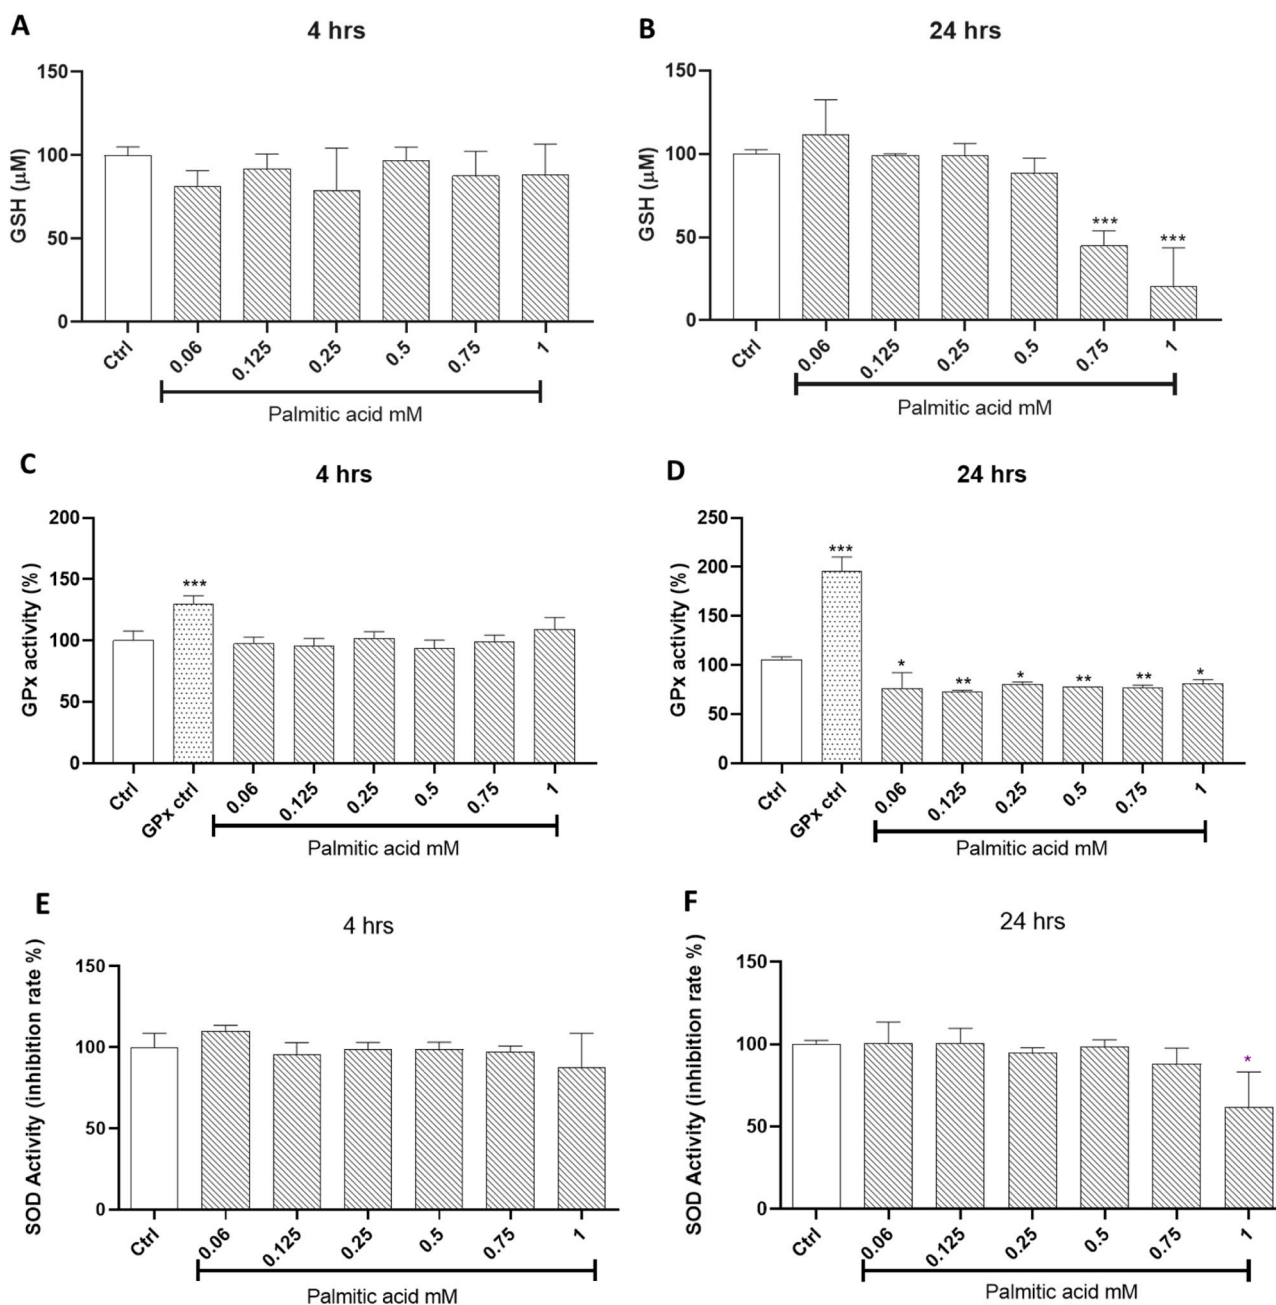 A
4 hrs
GSH (μM)
150
100
50
0
Ctrl
0.06
0.125
0.25
0.5
0.75
1
Palmitic acid mM
B
24 hrs
GSH (μM)
150
100
50
0
***
***
Ctrl
0.06
0.125
0.25
0.5
0.75
1
Palmitic acid mM
C
4 hrs
GPx activity (%)
200
150
100
50
0
***
Ctrl
GPx ctrl
0.06
0.125
0.25
0.5
0.75
1
Palmitic acid mM
D
24 hrs
GPx activity (%)
250
200
150
100
50
0
***
*
**
*
**
**
*
Ctrl
GPx ctrl
0.06
0.125
0.25
0.5
0.75
1
Palmitic acid mM
E
4 hrs
SOD Activity (inhibition rate %)
150
100
50
0
Ctrl
0.06
0.125
0.25
0.5
0.75
1
Palmitic acid mM
F
24 hrs
SOD Activity (inhibition rate %)
150
100
50
0
*
Ctrl
0.06
0.125
0.25
0.5
0.75
1
Palmitic acid mM